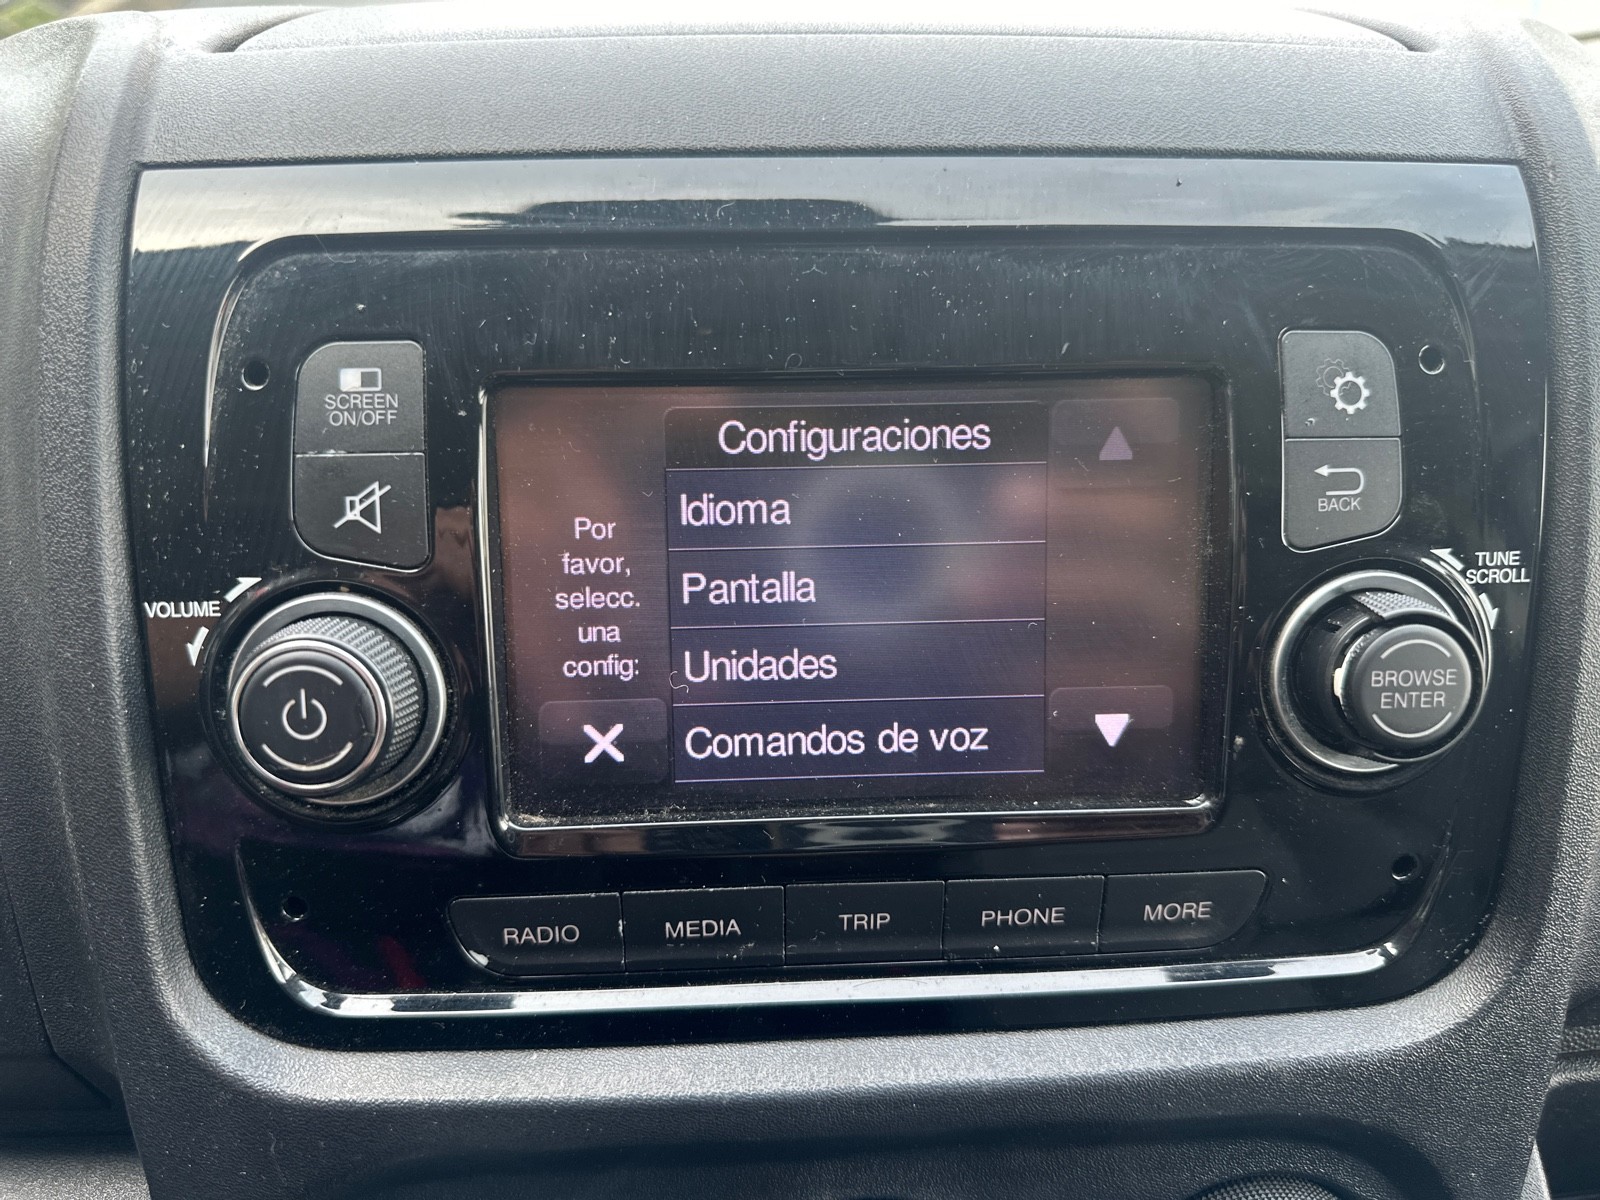 SCREEN
ON/OFF
VOLUME
Configuraciones
Idioma
Pantalla
Unidades
Comandos de voz
Por
favor,
selecc.
una
config:
BACK
TUNE
SCROLL
BROWSE
ENTER
RADIO
MEDIA
TRIP
PHONE
MORE